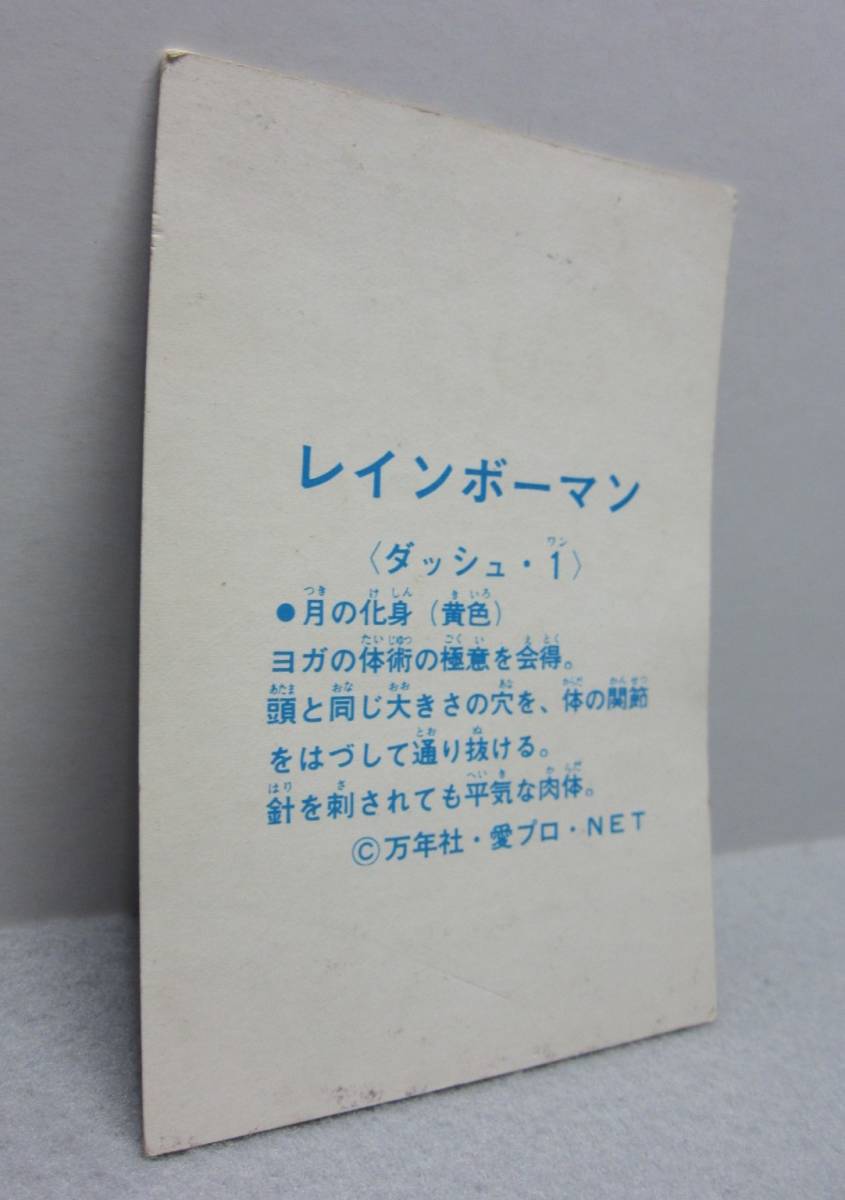 レインボーマン
〈ダッシュ・1〉
●月の化身(黄色)
ヨガの体術の極意を会得。
頭と同じ大きさの穴を、体の関節
をはづして通り抜ける。
針を刺されても平気な肉体。
©万年社・愛プロ・NET